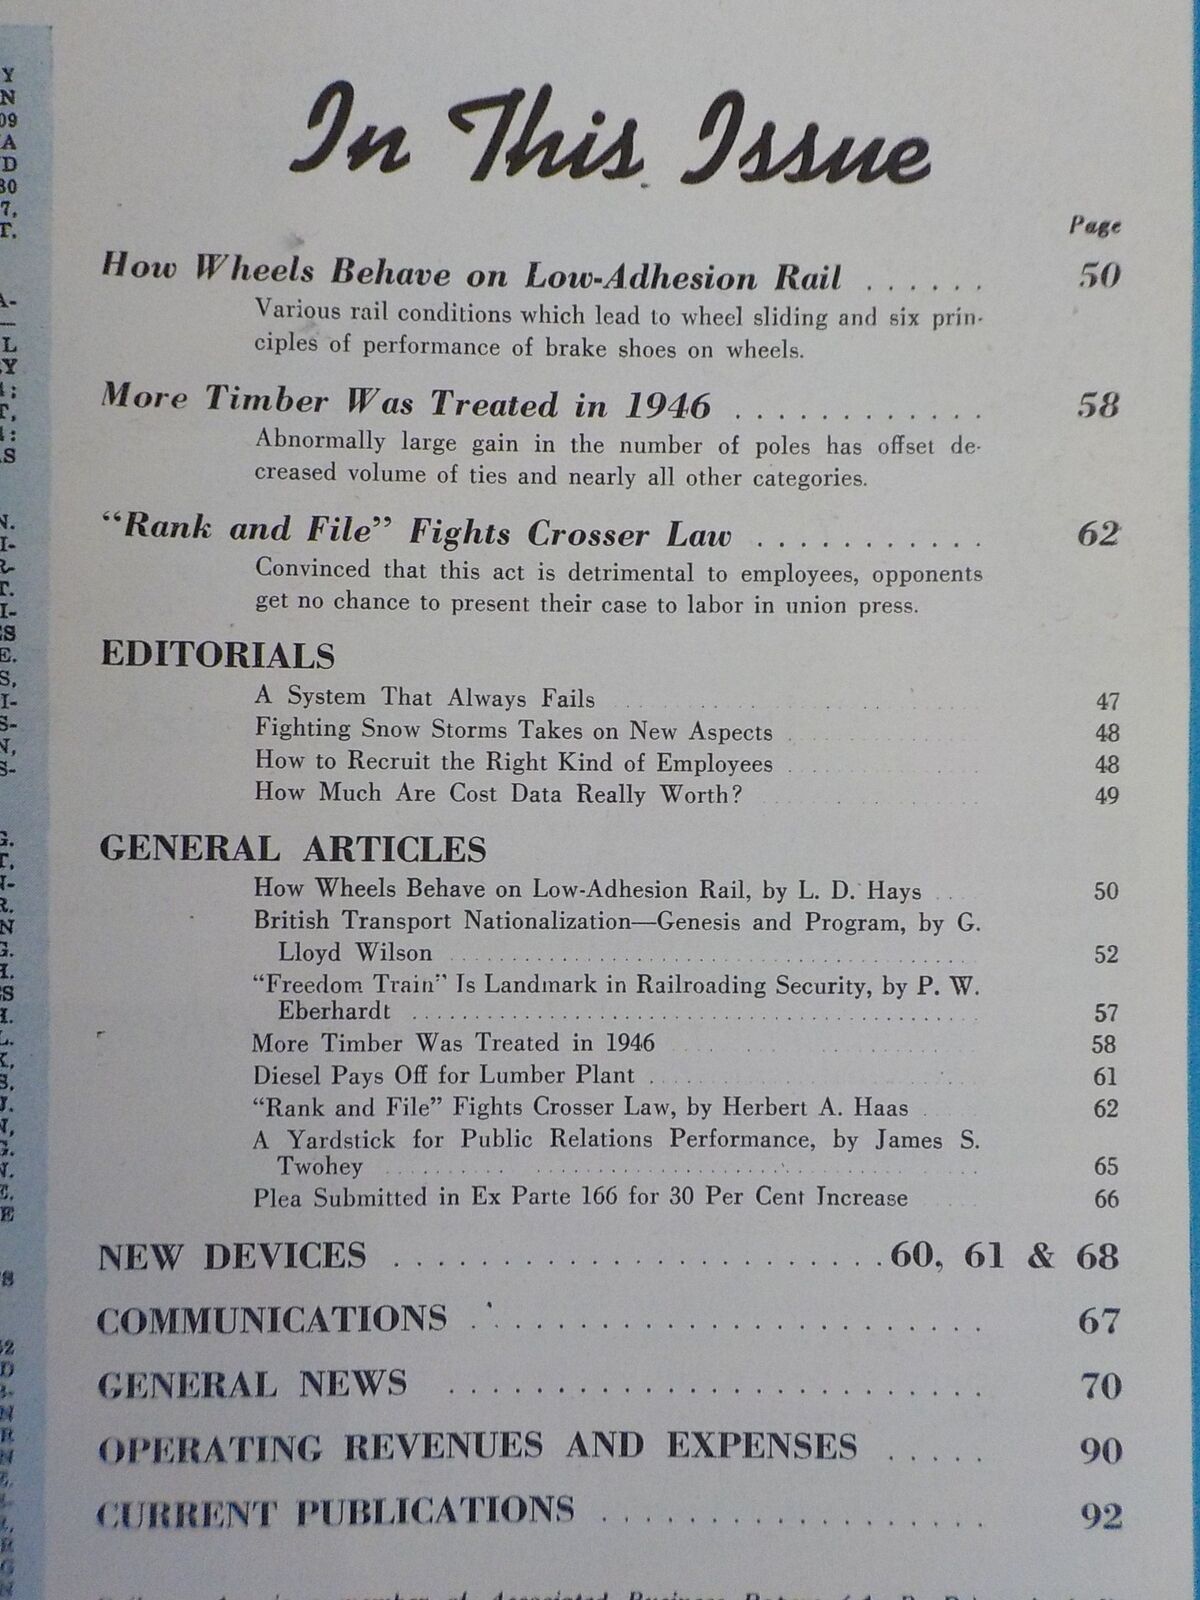 In This Issue
Page
How Wheels Behave on Low-Adhesion Rail . . . . . . 50
Various rail conditions which lead to wheel sliding and six prin-
ciples of performance of brake shoes on wheels.
More Timber Was Treated in 1946 . . . . . . . . . . . . 58
Abnormally large gain in the number of poles has offset de-
creased volume of ties and nearly all other categories.
"Rank and File" Fights Crosser Law . . . . . . . . . . . 62
Convinced that this act is detrimental to employees, opponents
get no chance to present their case to labor in union press.
EDITORIALS
A System That Always Fails 47
Fighting Snow Storms Takes on New Aspects 48
How to Recruit the Right Kind of Employees 48
How Much Are Cost Data Really Worth? 49
GENERAL ARTICLES
How Wheels Behave on Low-Adhesion Rail, by L. D. Hays 50
British Transport Nationalization—Genesis and Program, by G.
Lloyd Wilson 52
"Freedom Train" Is Landmark in Railroading Security, by P. W.
Eberhardt 57
More Timber Was Treated in 1946 58
Diesel Pays Off for Lumber Plant 61
"Rank and File" Fights Crosser Law, by Herbert A. Haas 62
A Yardstick for Public Relations Performance, by James S.
Twohey 65
Plea Submitted in Ex Parte 166 for 30 Per Cent Increase 66
NEW DEVICES . . . . . . . . . . . . . . . . . . . . . . . 60, 61 & 68
COMMUNICATIONS . . . . . . . . . . . . . . . . . . 67
GENERAL NEWS . . . . . . . . . . . . . . . . . . . 70
OPERATING REVENUES AND EXPENSES . . . . . 90
CURRENT PUBLICATIONS . . . . . . . . . . . . . . 92